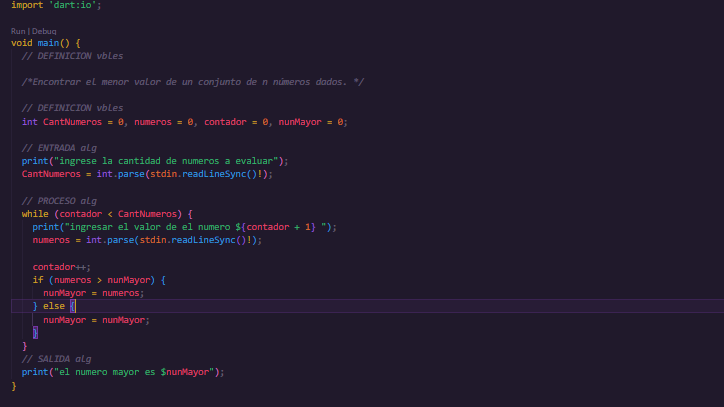 import 'dart:io';
Run | Debug
void main() {
// DEFINICION vbles
/*Encontrar el menor valor de un conjunto de n números dados. */
// DEFINICION vbles
int CantNumeros = 0, numeros = 0, contador = 0, nunMayor = 0;
// ENTRADA alg
print("ingrese la cantidad de numeros a evaluar");
CantNumeros = int.parse(stdin.readLineSync()!);
// PROCESO alg
while (contador < CantNumeros) {
print("ingresar el valor de el numero ${contador + 1} ");
numeros = int.parse(stdin.readLineSync()!);
contador++;
if (numeros > nunMayor) {
nunMayor = numeros;
} else {
nunMayor = nunMayor;
}
}
// SALIDA alg
print("el numero mayor es $nunMayor");
}